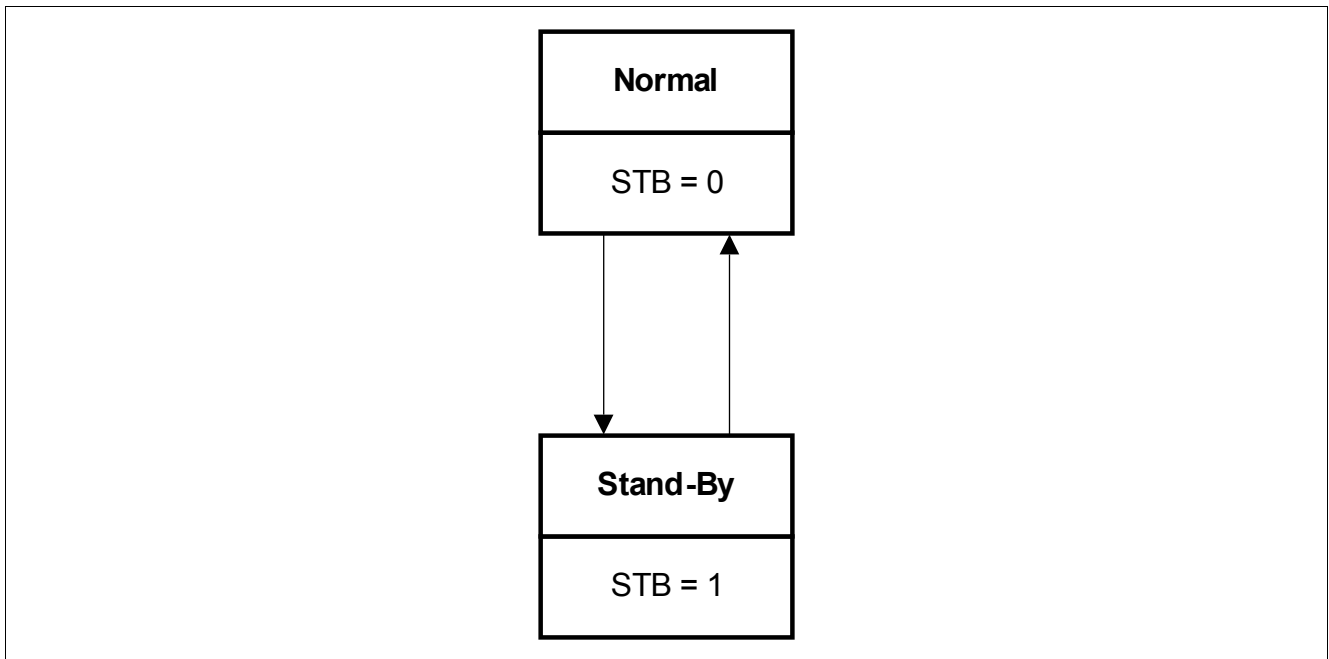 Normal
STB = 0
Stand-By
STB = 1